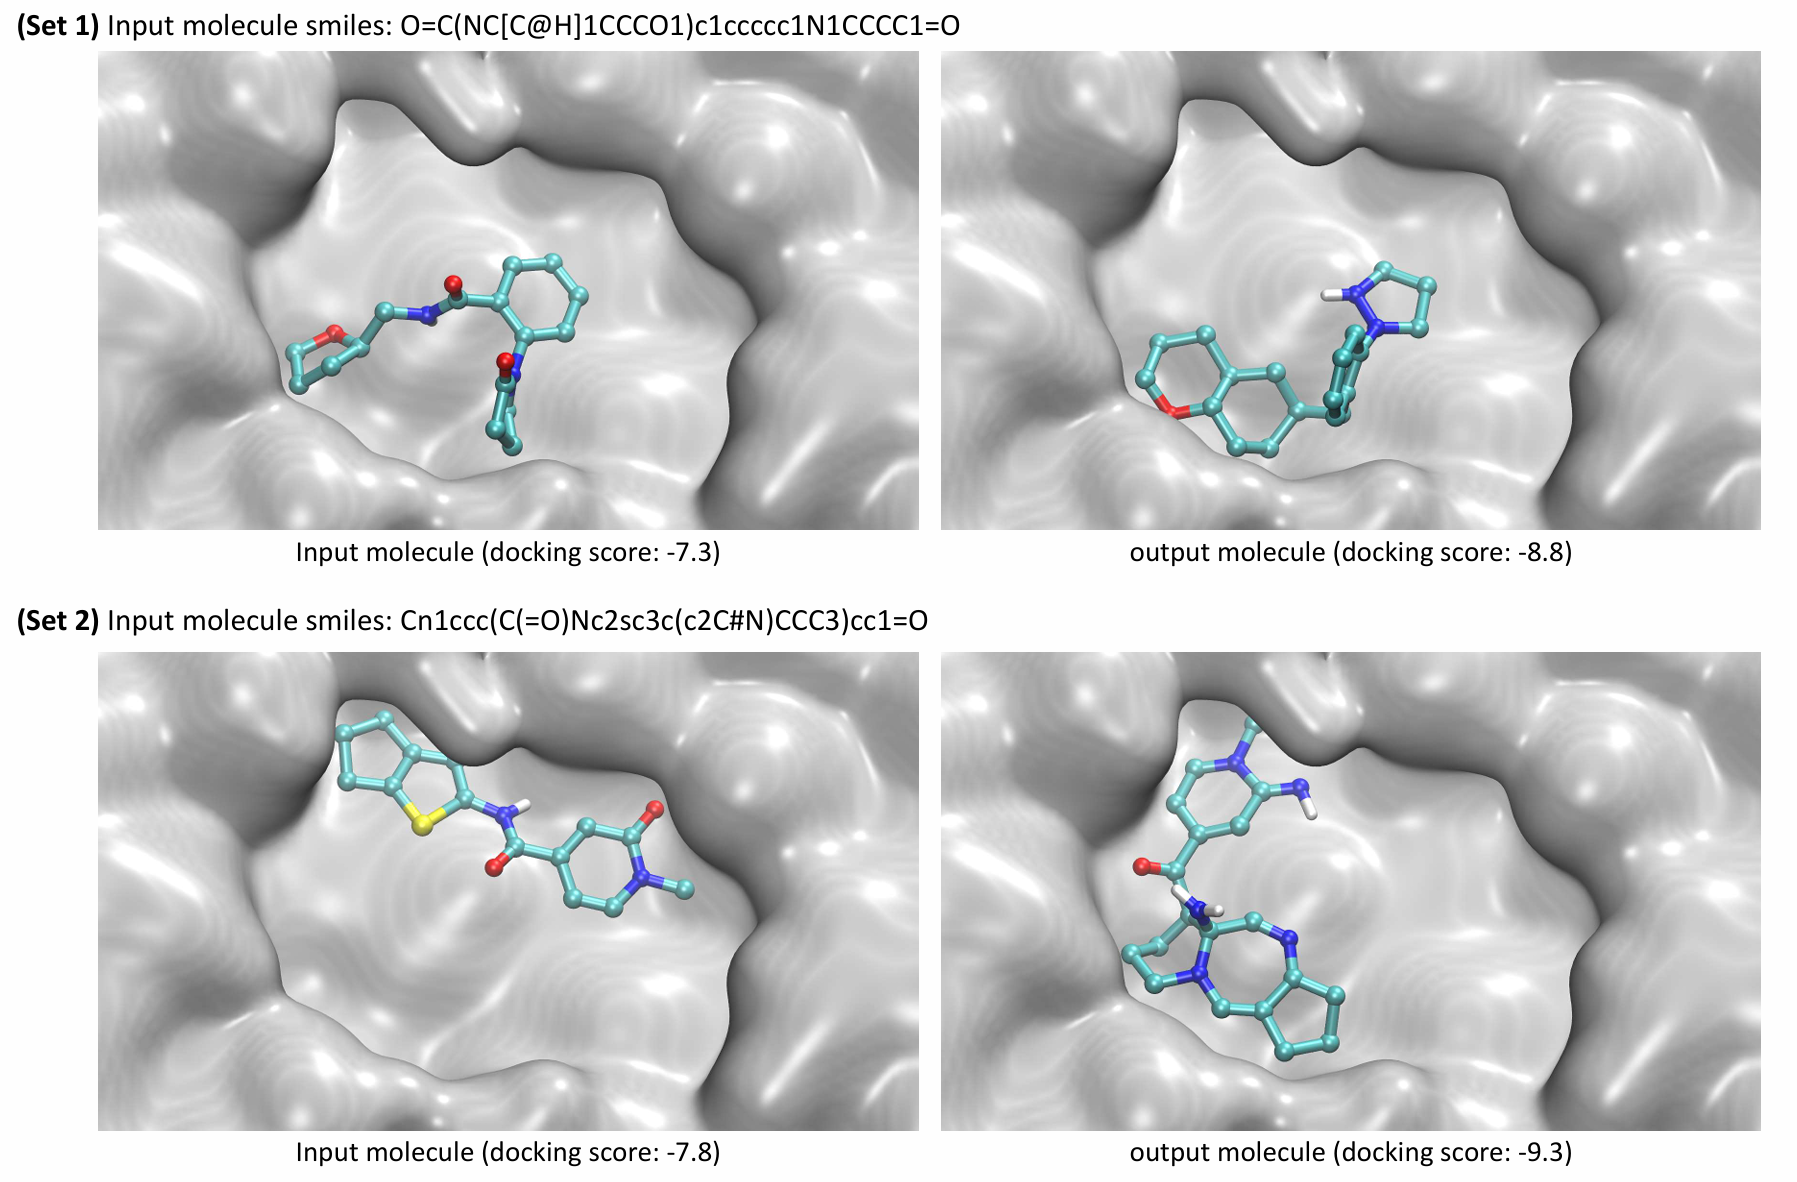 (Set 1) Input molecule smiles: O=C(NC[C@H]1CCCO1)c1ccccc1N1CCCC1=O
Input molecule (docking score: -7.3)
output molecule (docking score: -8.8)
(Set 2) Input molecule smiles: Cn1ccc(C(=O)Nc2sc3c(c2C#N)CCC3)cc1=O
Input molecule (docking score: -7.8)
output molecule (docking score: -9.3)